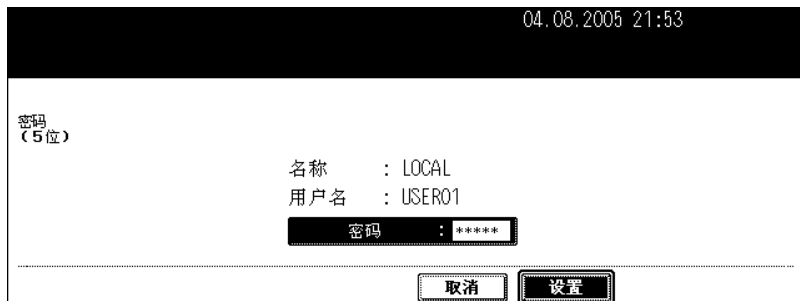 04.08.2005 21:53
密码
(5位)
名称 : LOCAL
用户名 : USER01
密码 : *****
取消 设置